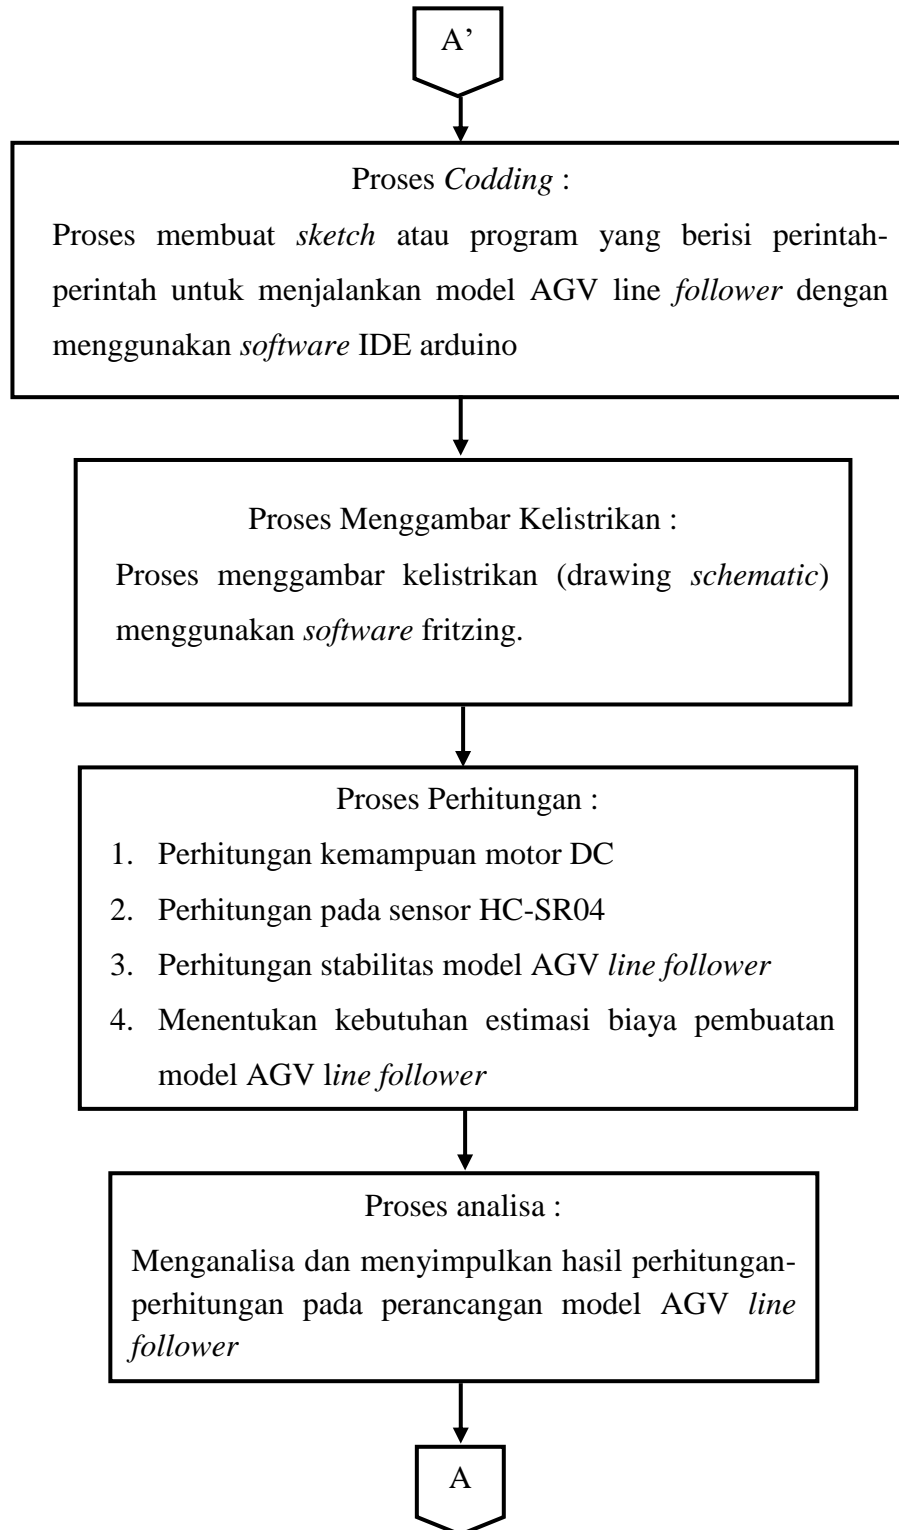 A’
Proses Codding :
Proses membuat sketch atau program yang berisi perintah-
perintah untuk menjalankan model AGV line follower dengan
menggunakan software IDE arduino
Proses Menggambar Kelistrikan :
Proses menggambar kelistrikan (drawing schematic)
menggunakan software fritzing.
Proses Perhitungan :
1. Perhitungan kemampuan motor DC
2. Perhitungan pada sensor HC-SR04
3. Perhitungan stabilitas model AGV line follower
4. Menentukan kebutuhan estimasi biaya pembuatan
model AGV line follower
Proses analisa :
Menganalisa dan menyimpulkan hasil perhitungan-
perhitungan pada perancangan model AGV line
follower
A